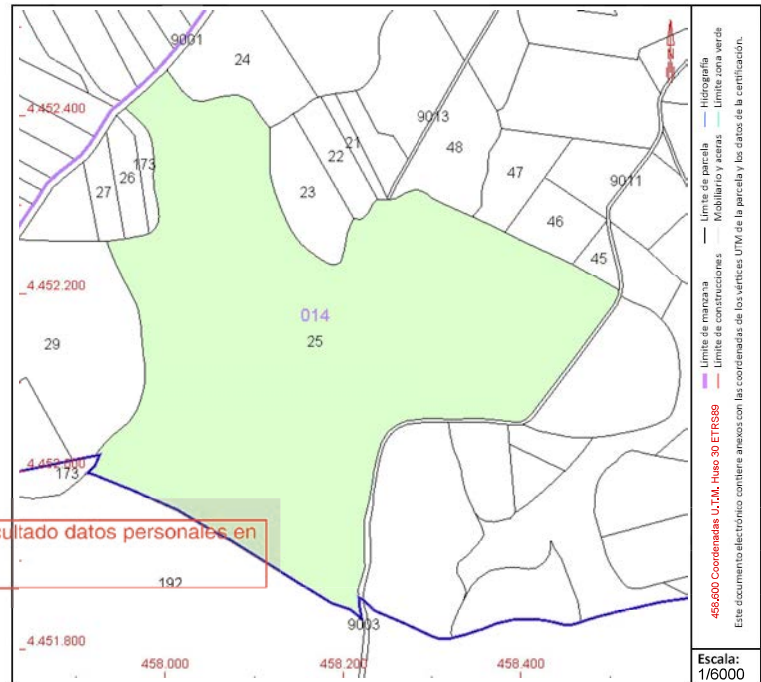 9001
24
4.452.400
9013
21
22
48
173
26
27
23
47
9011
46
45
4.452.200
014
25
29
4.452.000
173
cultado datos personales en
192
9003
4.451.800
458.000
458.200
458.400
Límite de manzana
Límite de parcela
Hidrografía
Límite de construcciones
Mobiliario y aceras
Límite zona verde
458,600 Coordenadas U.T.M. Huso 30 ETRS89
Este documento electrónico contiene anexos con las coordenadas de los vértices UTM de la parcela y los datos de la certificación.
Escala:
1/6000